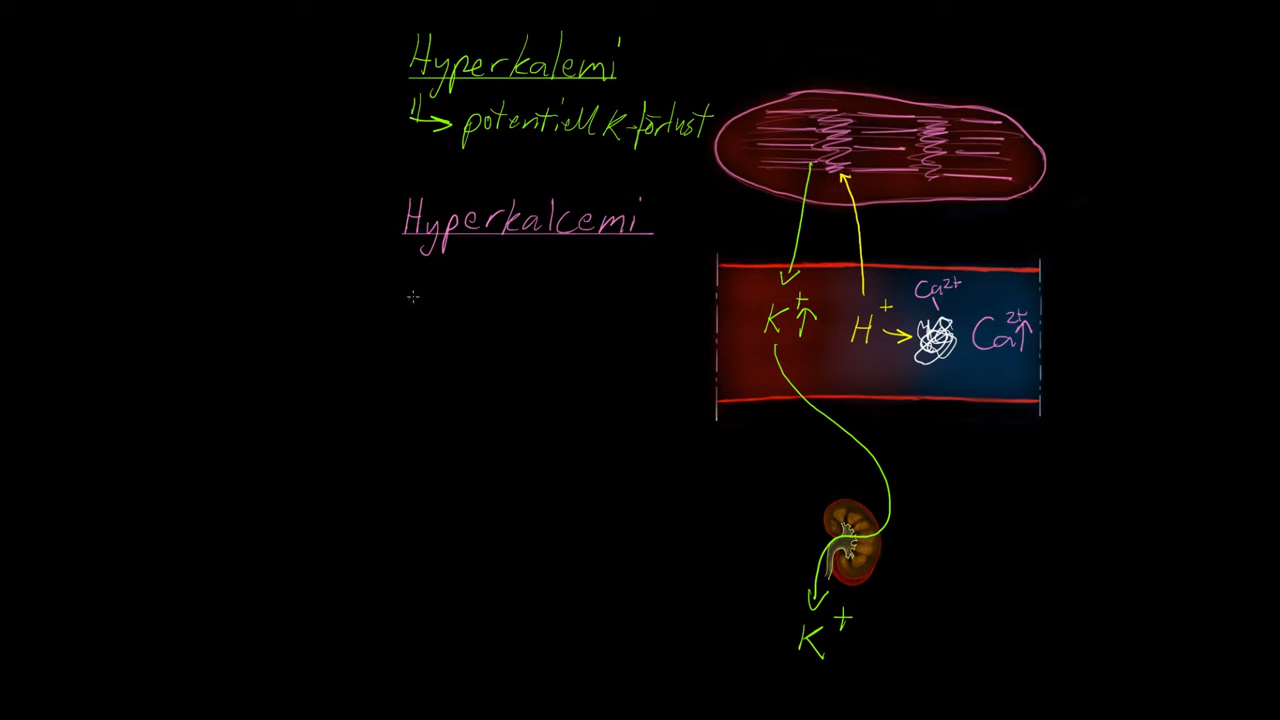 Hyperkalemi
↳ potentiell K-förlust
Hyperkalcemi
Ca²⁺
K⁺↑ H⁺ → Ca²⁺↑
K⁺